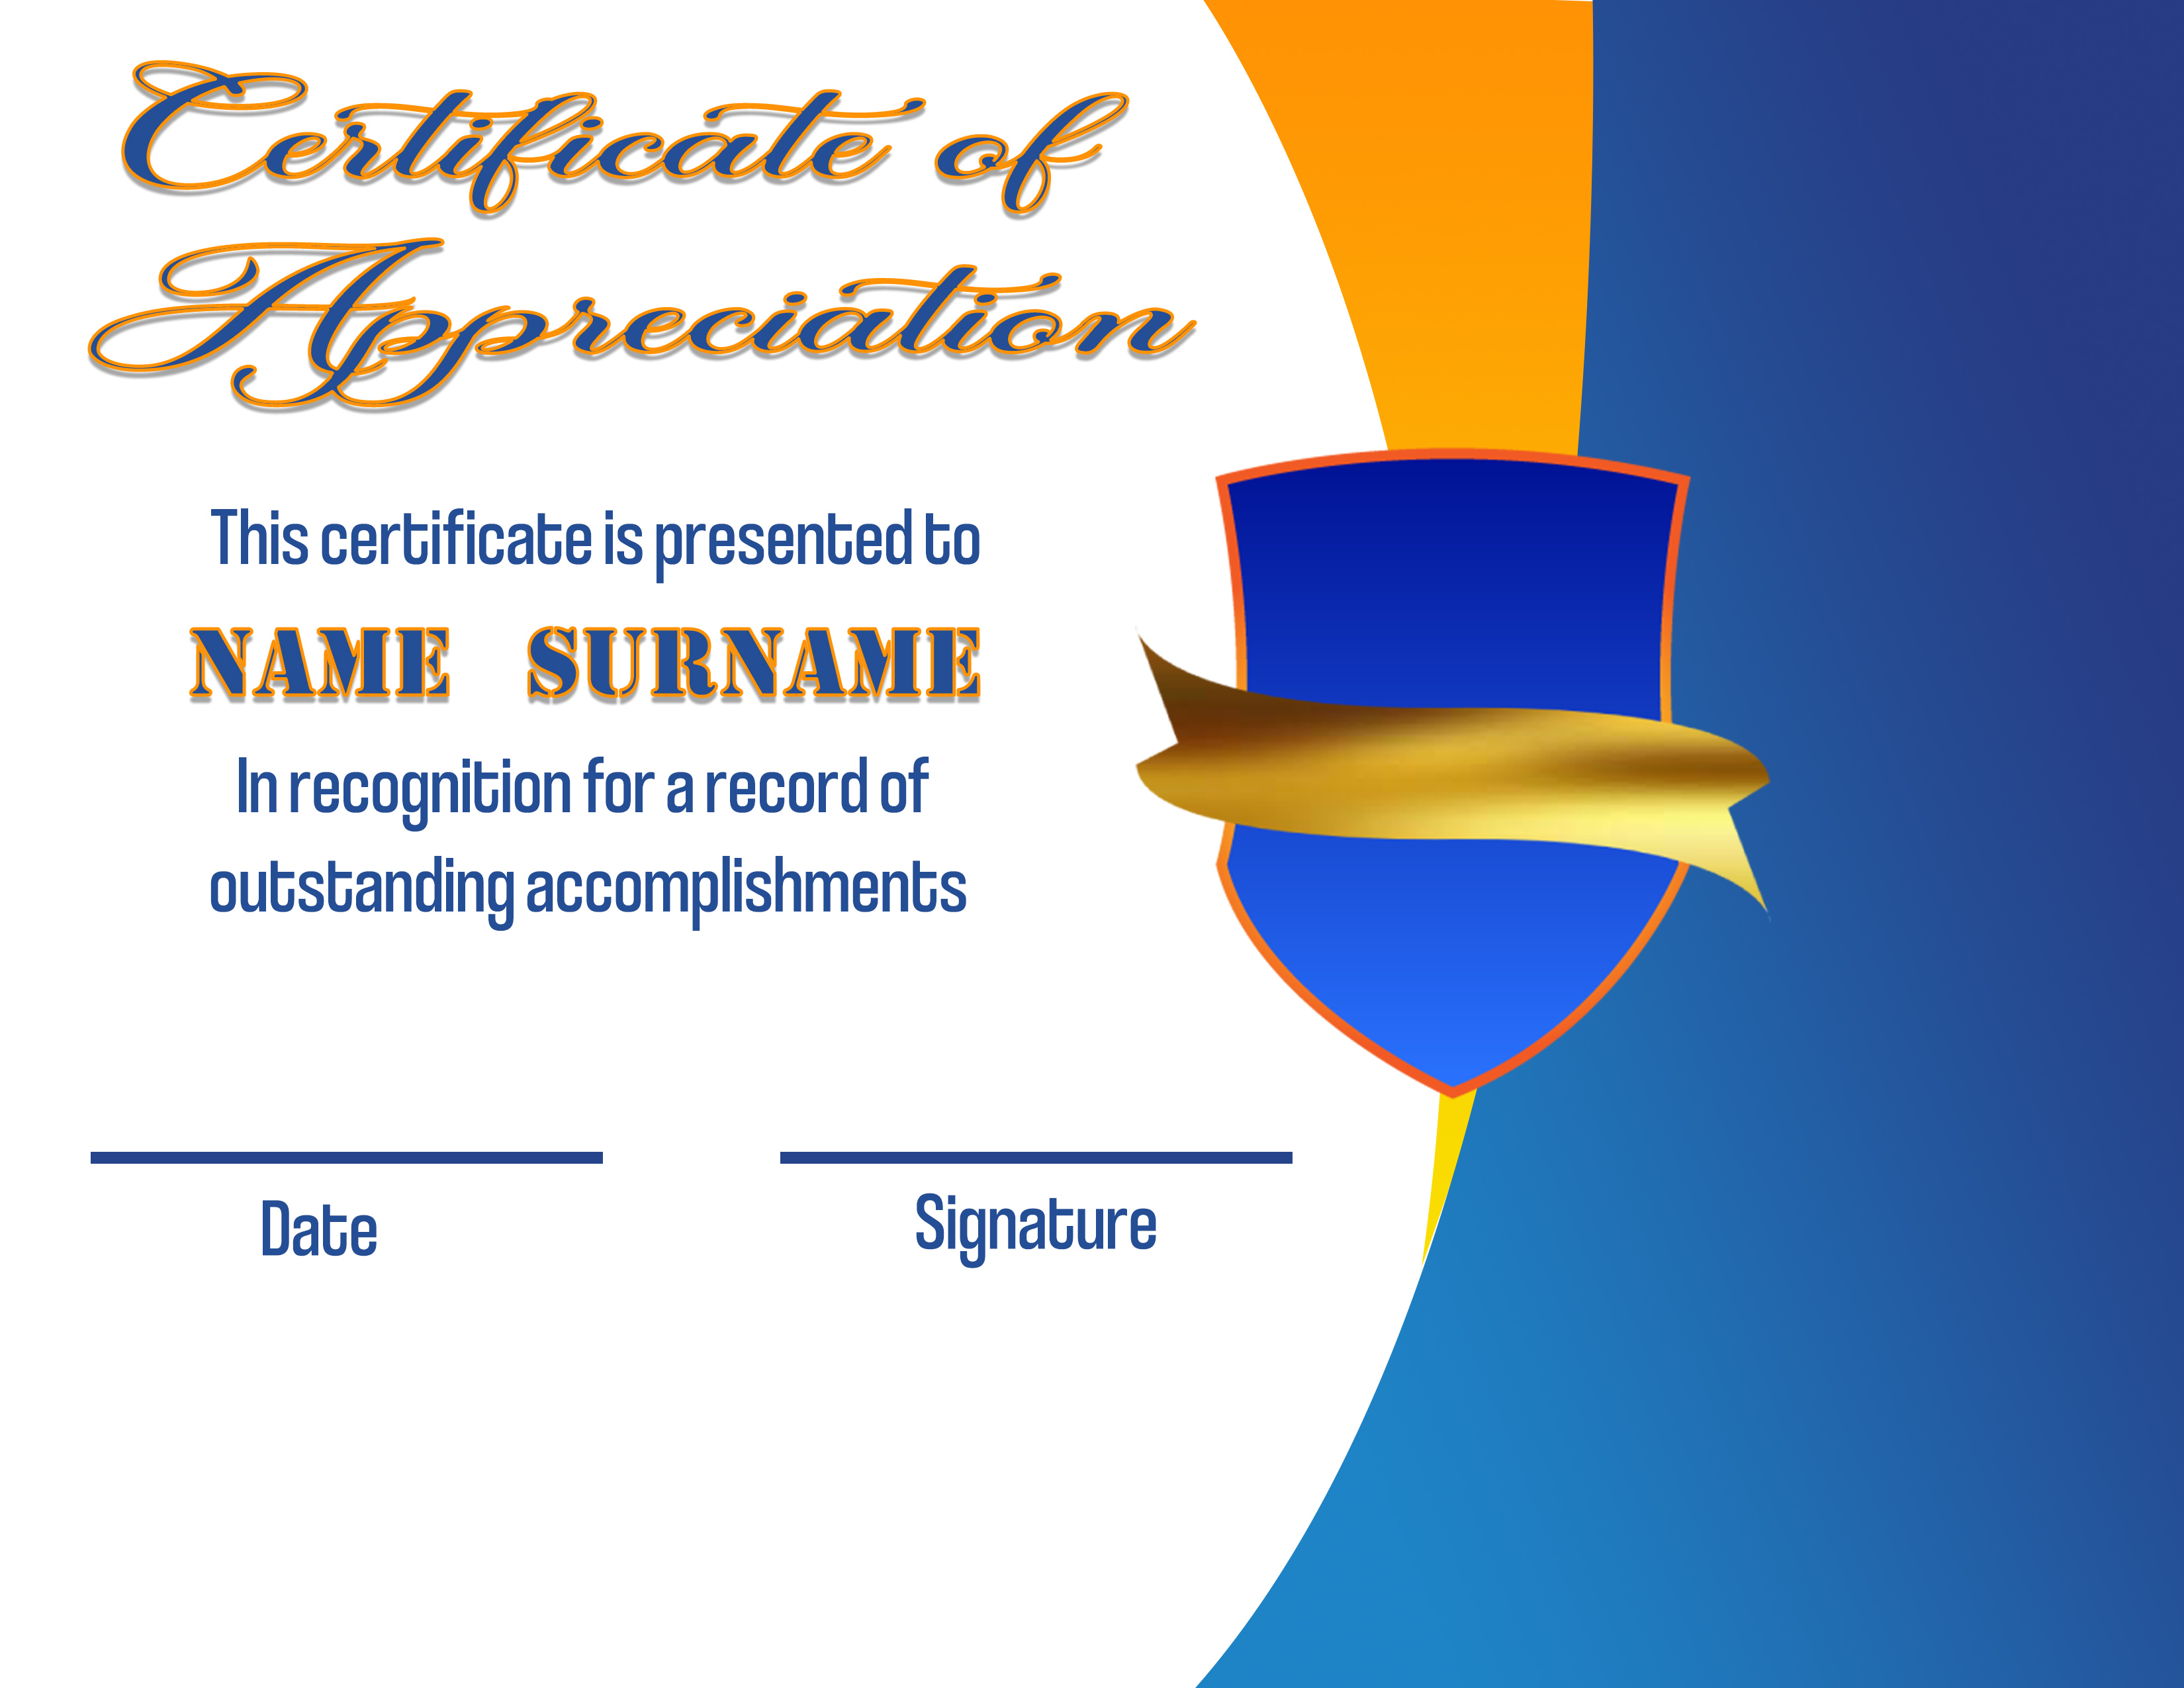 Certificate of
Appreciation
This certificate is presented to
NAME SURNAME
In recognition for a record of
outstanding accomplishments
Date Signature